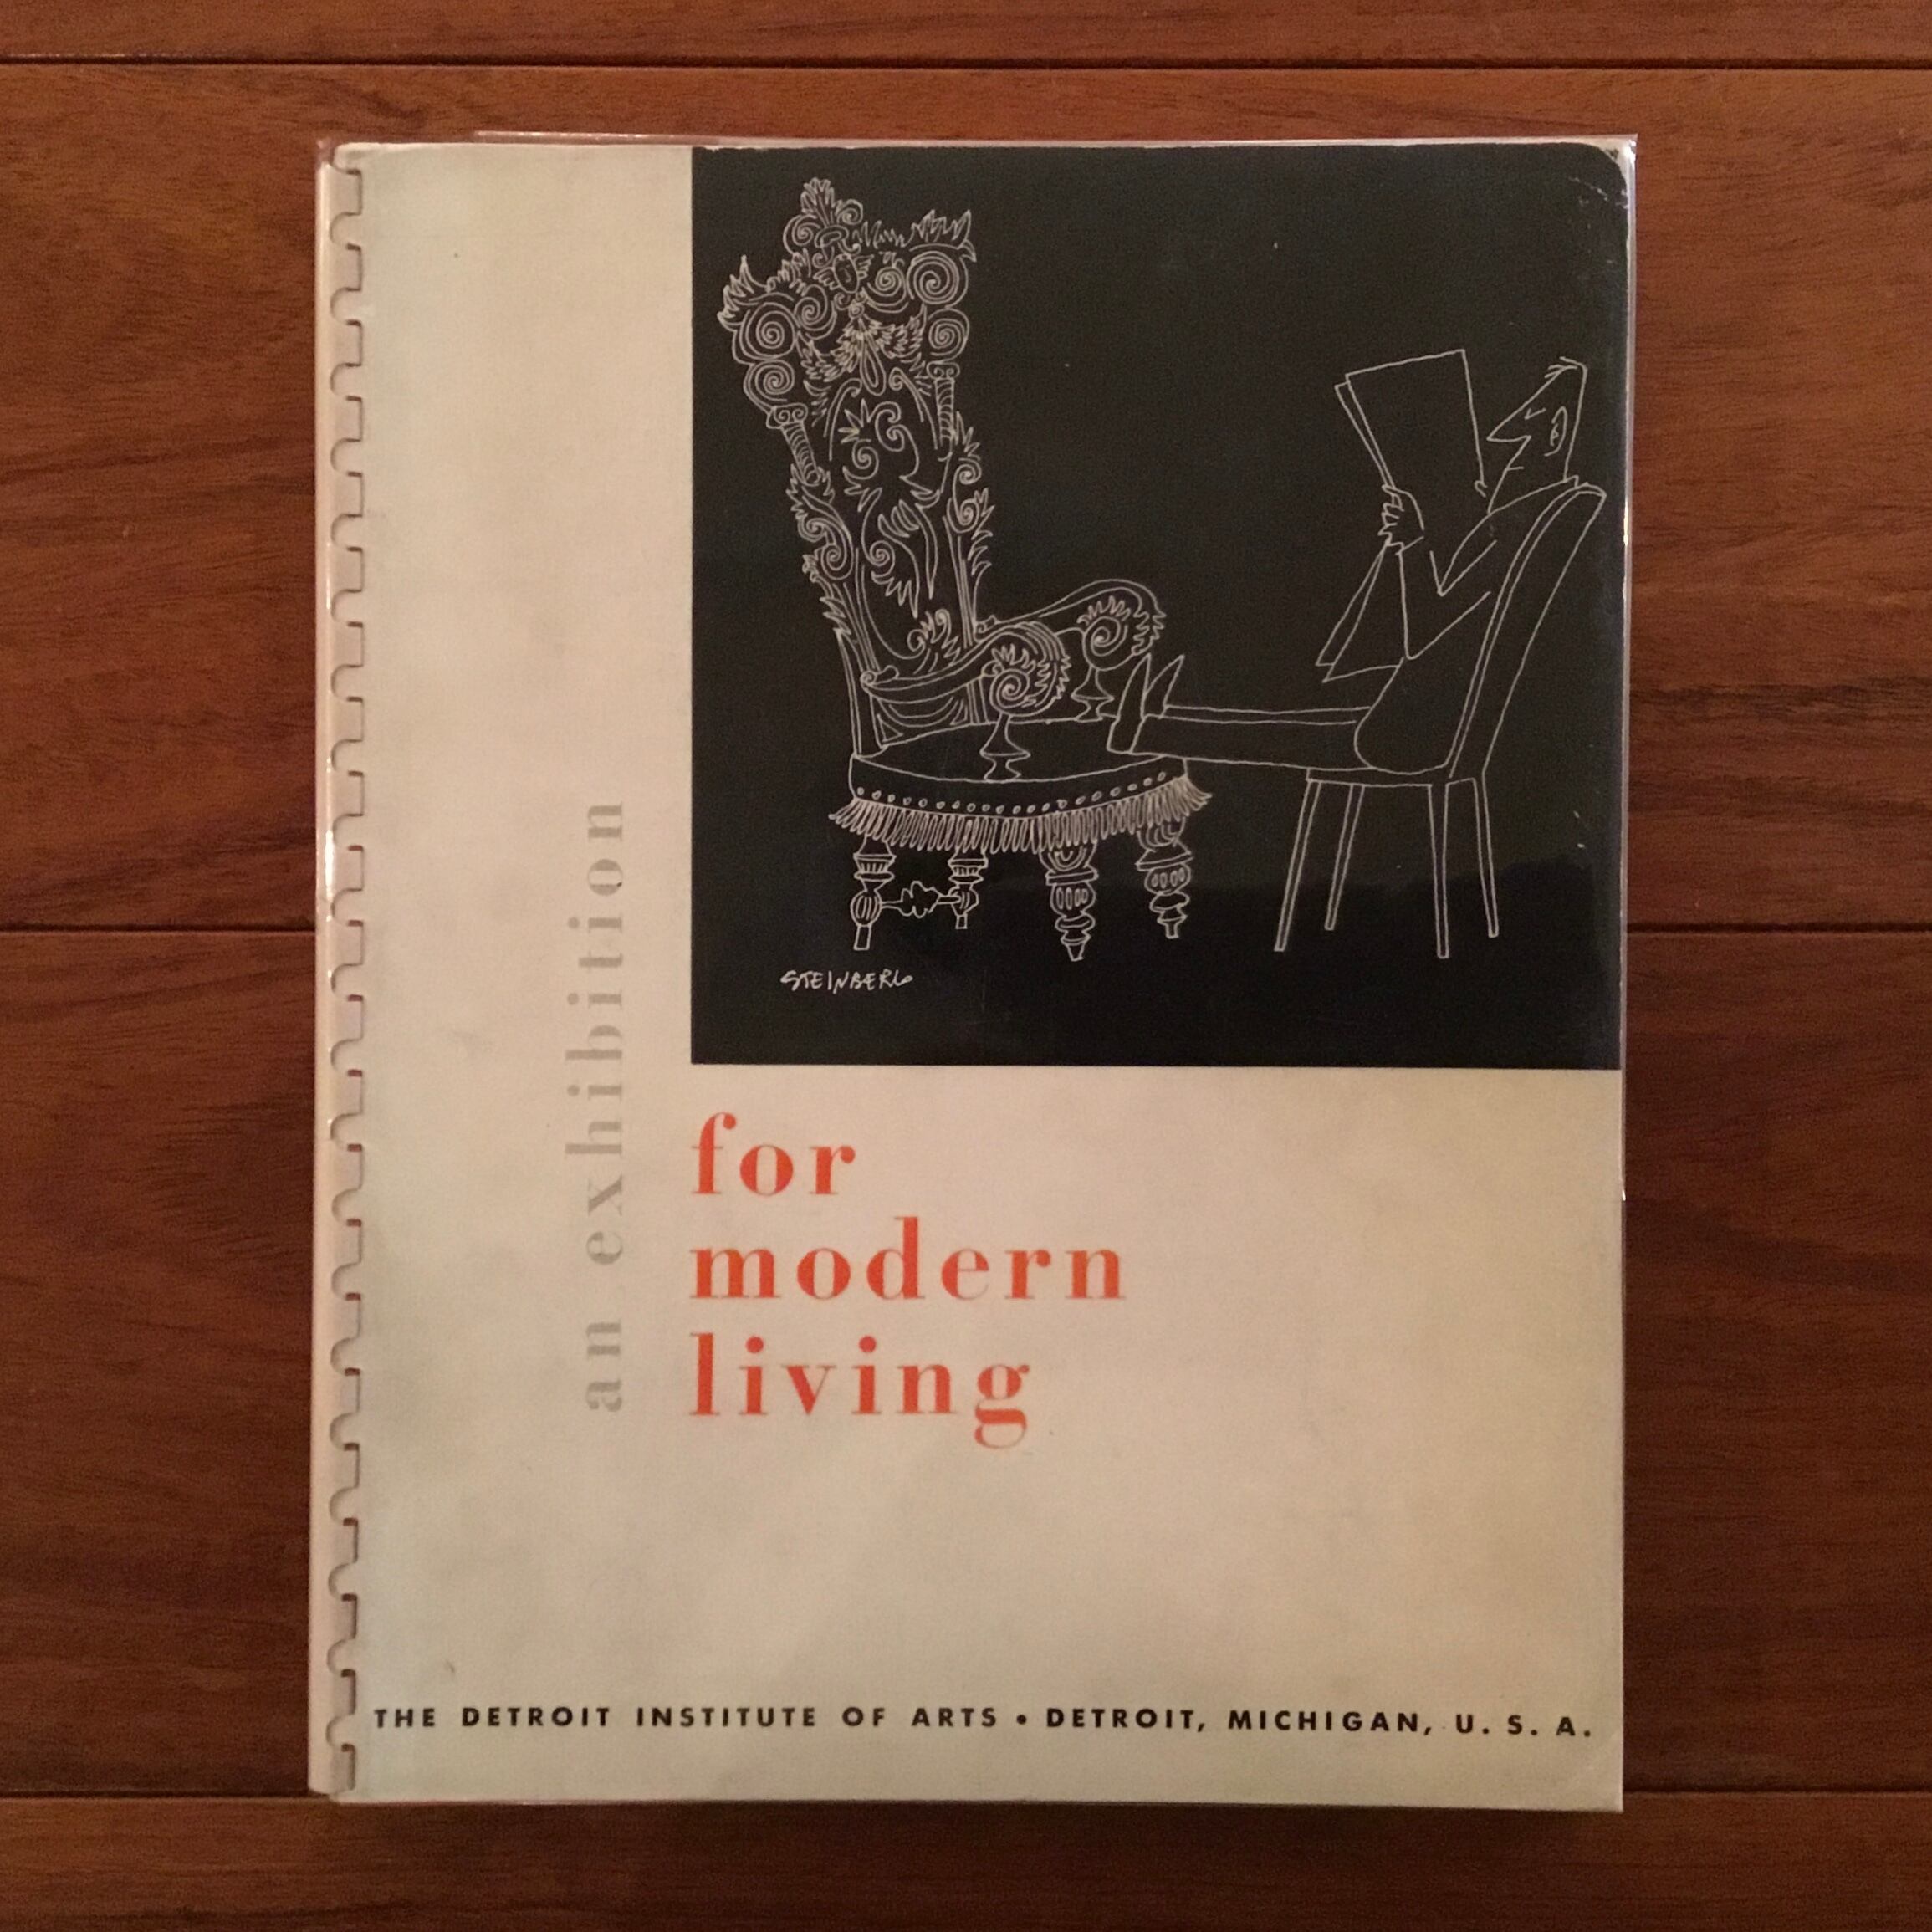 STEINBERG
an exhibition
for
modern
living
THE DETROIT INSTITUTE OF ARTS • DETROIT, MICHIGAN, U. S. A.